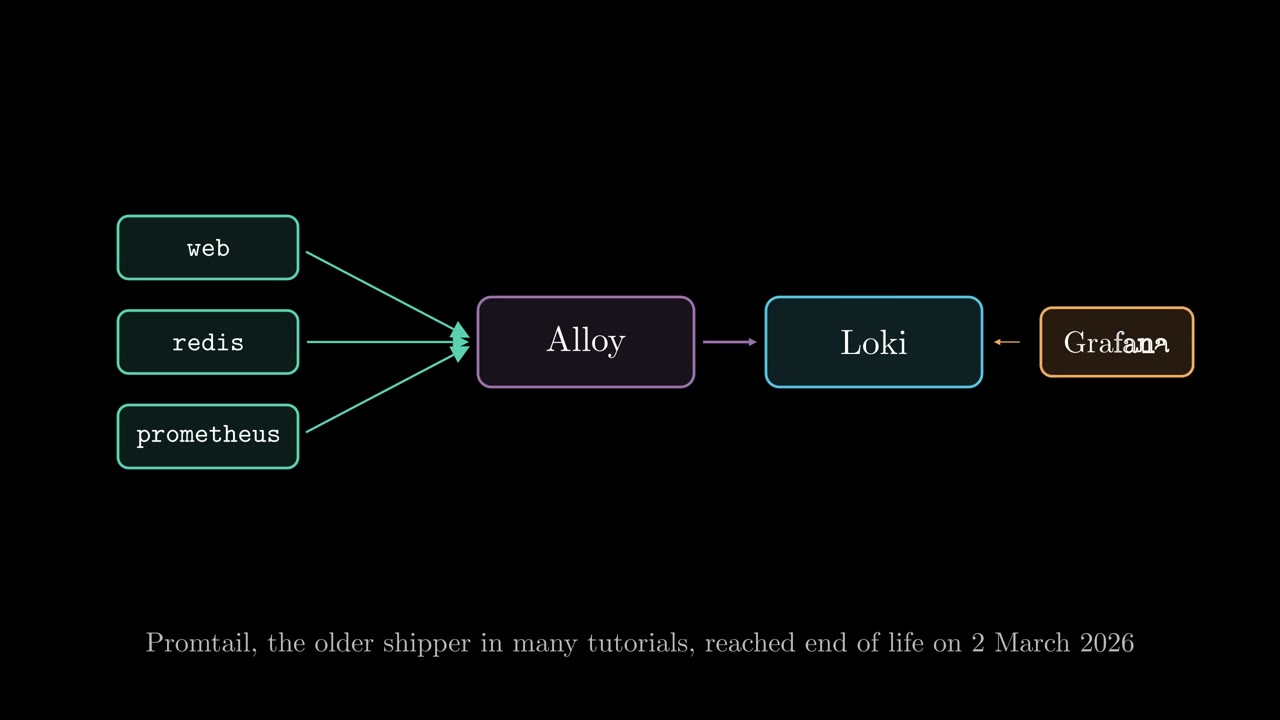 web
redis
prometheus
Alloy
Loki
Grafana
Promtail, the older shipper in many tutorials, reached end of life on 2 March 2026